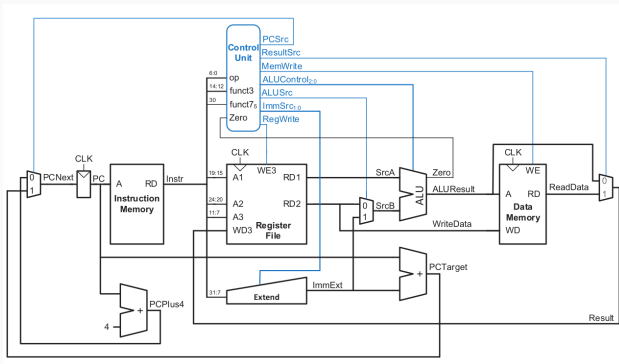 PCSrc
Control
Unit
ResultSrc
MemWrite
6:0
op
ALUControl2:0
14:12
funct3
ALUSrc
30
funct75
ImmSrc1:0
Zero
RegWrite
CLK
CLK
CLK
0
1
PCNext
PC
A
RD
Instruction
Memory
Instr
19:15
A1
WE3
RD1
SrcA
Zero
24:20
A2
RD2
0
1
SrcB
ALU
ALUResult
11:7
A3
WD3
Register
File
WE
A
RD
ReadData
0
1
Data
Memory
WriteData
WD
PCTarget
+
31:7
Extend
ImmExt
PCPlus4
+
4
Result